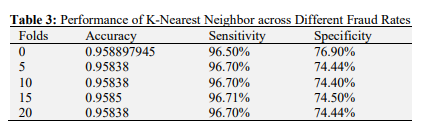 Table 3: Performance of K-Nearest Neighbor across Different Fraud Rates
Folds Accuracy Sensitivity Specificity
0 0.958897945 96.50% 76.90%
5 0.95838 96.70% 74.44%
10 0.95838 96.70% 74.40%
15 0.9585 96.71% 74.50%
20 0.95838 96.70% 74.44%